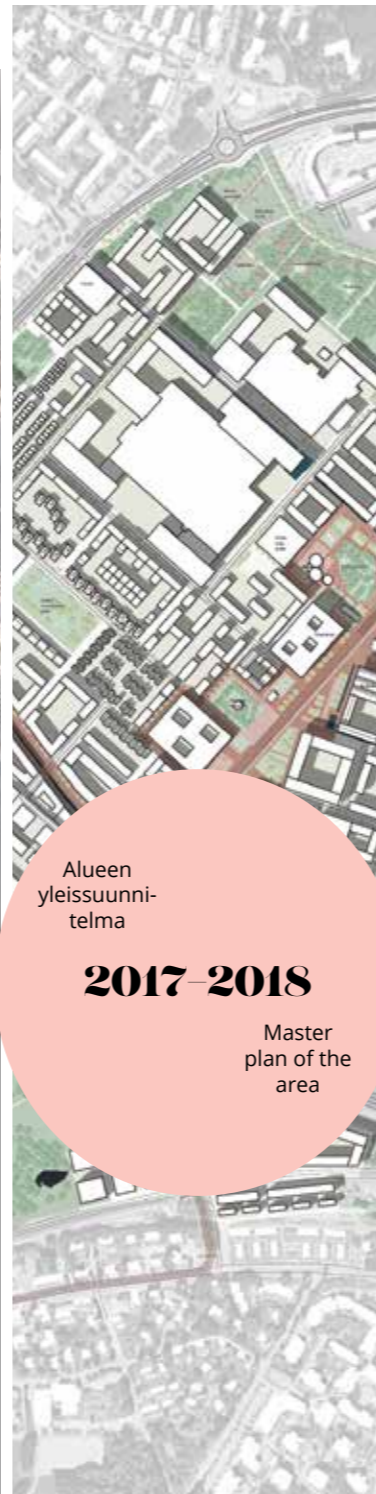 Alueen
yleissuunni-
telma
2017–2018
Master
plan of the
area